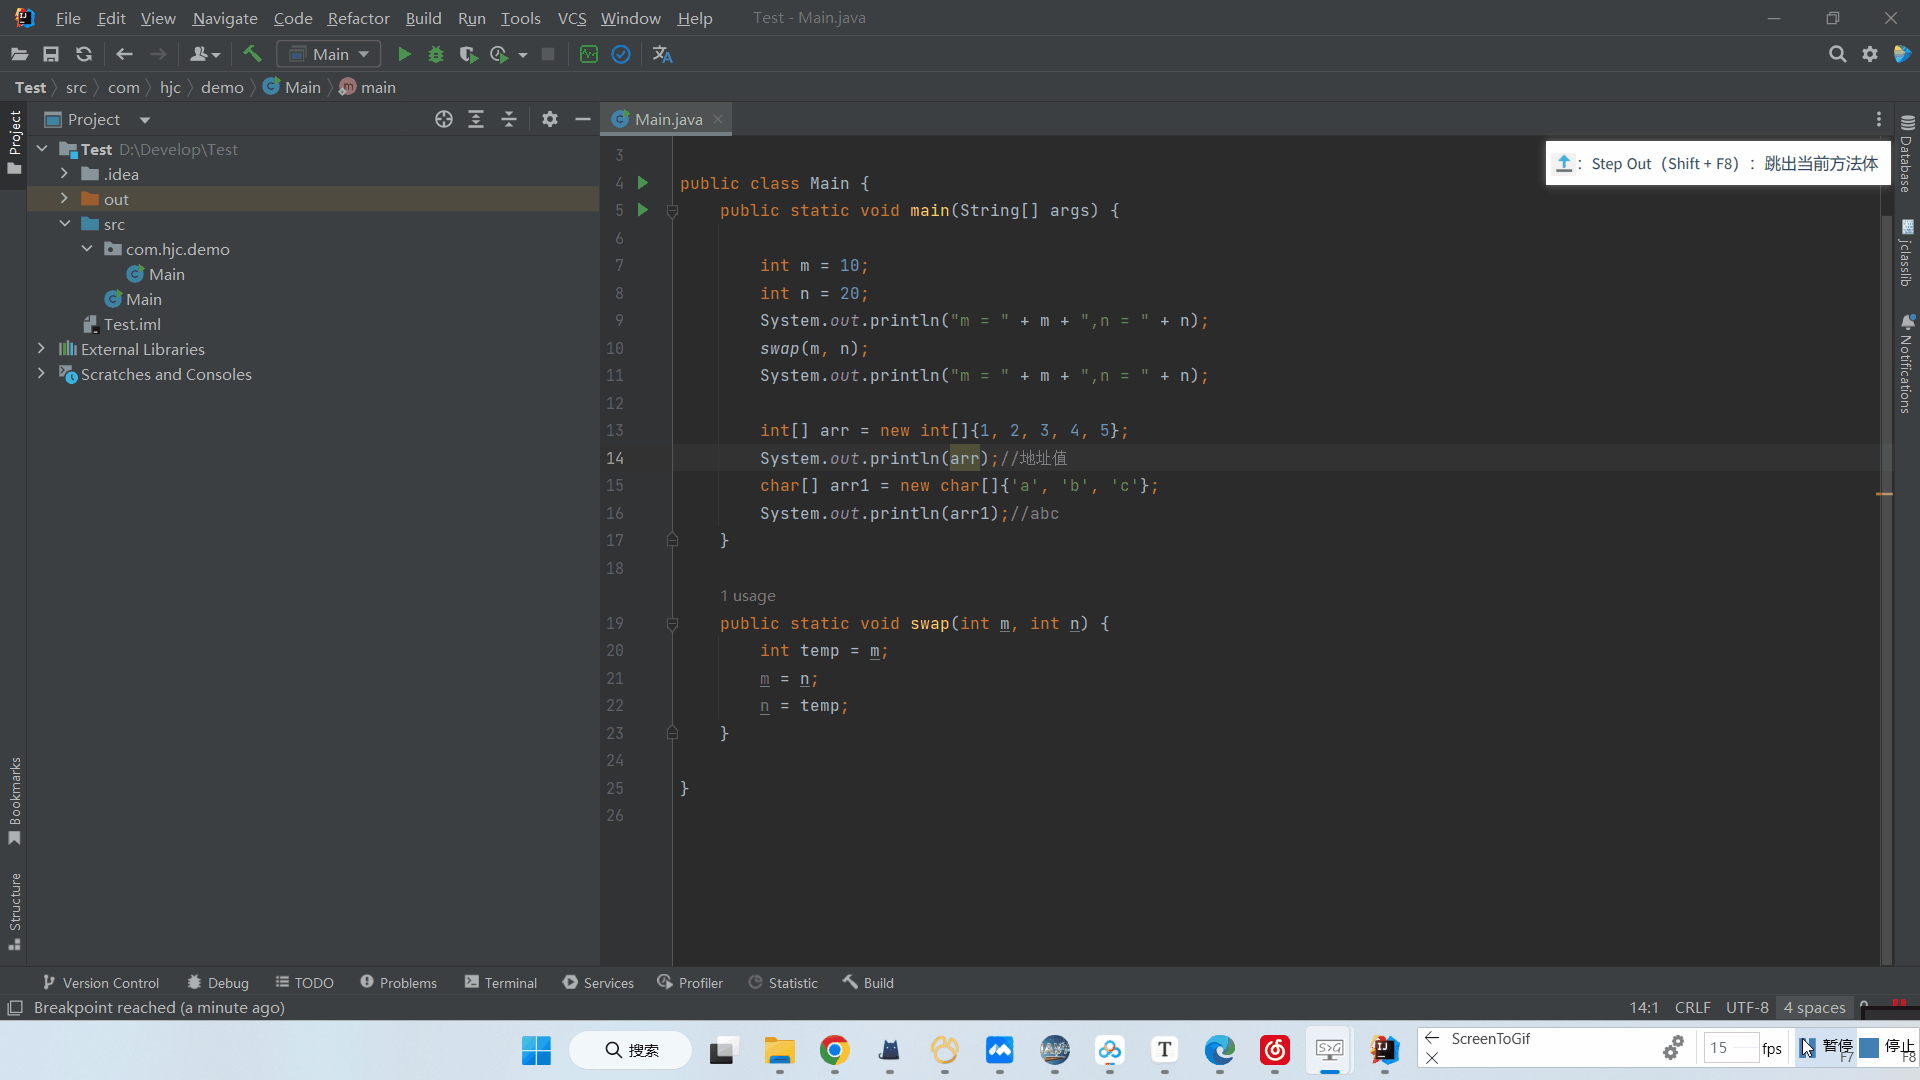 File Edit View Navigate Code Refactor Build Run Tools VCS Window Help Test - Main.java
Main
Test src com hjc demo Main main
Project
Main.java
Test D:\Develop\Test
.idea
out
src
com.hjc.demo
Main
Main
Test.iml
External Libraries
Scratches and Consoles
Project
Bookmarks
Structure
: Step Out（Shift + F8）：跳出当前方法体
Database
jclasslib
Notifications
3
4 public class Main {
5 public static void main(String[] args) {
6
7 int m = 10;
8 int n = 20;
9 System.out.println("m = " + m + ",n = " + n);
10 swap(m, n);
11 System.out.println("m = " + m + ",n = " + n);
12
13 int[] arr = new int[]{1, 2, 3, 4, 5};
14 System.out.println(arr);//地址值
15 char[] arr1 = new char[]{'a', 'b', 'c'};
16 System.out.println(arr1);//abc
17 }
18
1 usage
19 public static void swap(int m, int n) {
20 int temp = m;
21 m = n;
22 n = temp;
23 }
24
25 }
26
Version Control Debug TODO Problems Terminal Services Profiler Statistic Build
Breakpoint reached (a minute ago) 14:1 CRLF UTF-8 4 spaces
搜索
ScreenToGif
15 fps
暂停 F7
停止 F8